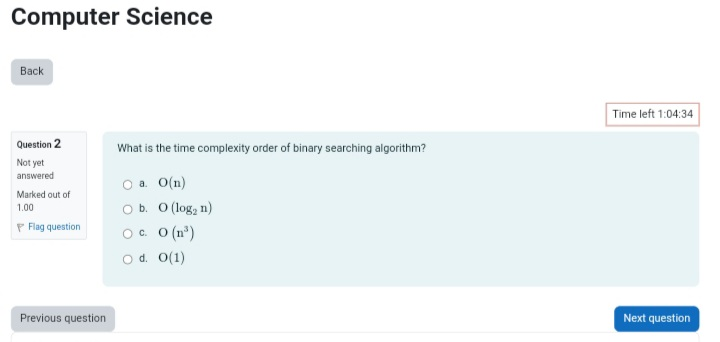 Computer Science
Back
Time left 1:04:34
Question 2
Not yet
answered
Marked out of
1.00
Flag question
What is the time complexity order of binary searching algorithm?
a. O(n)
b. O (log₂ n)
c. O (n³)
d. O(1)
Previous question
Next question